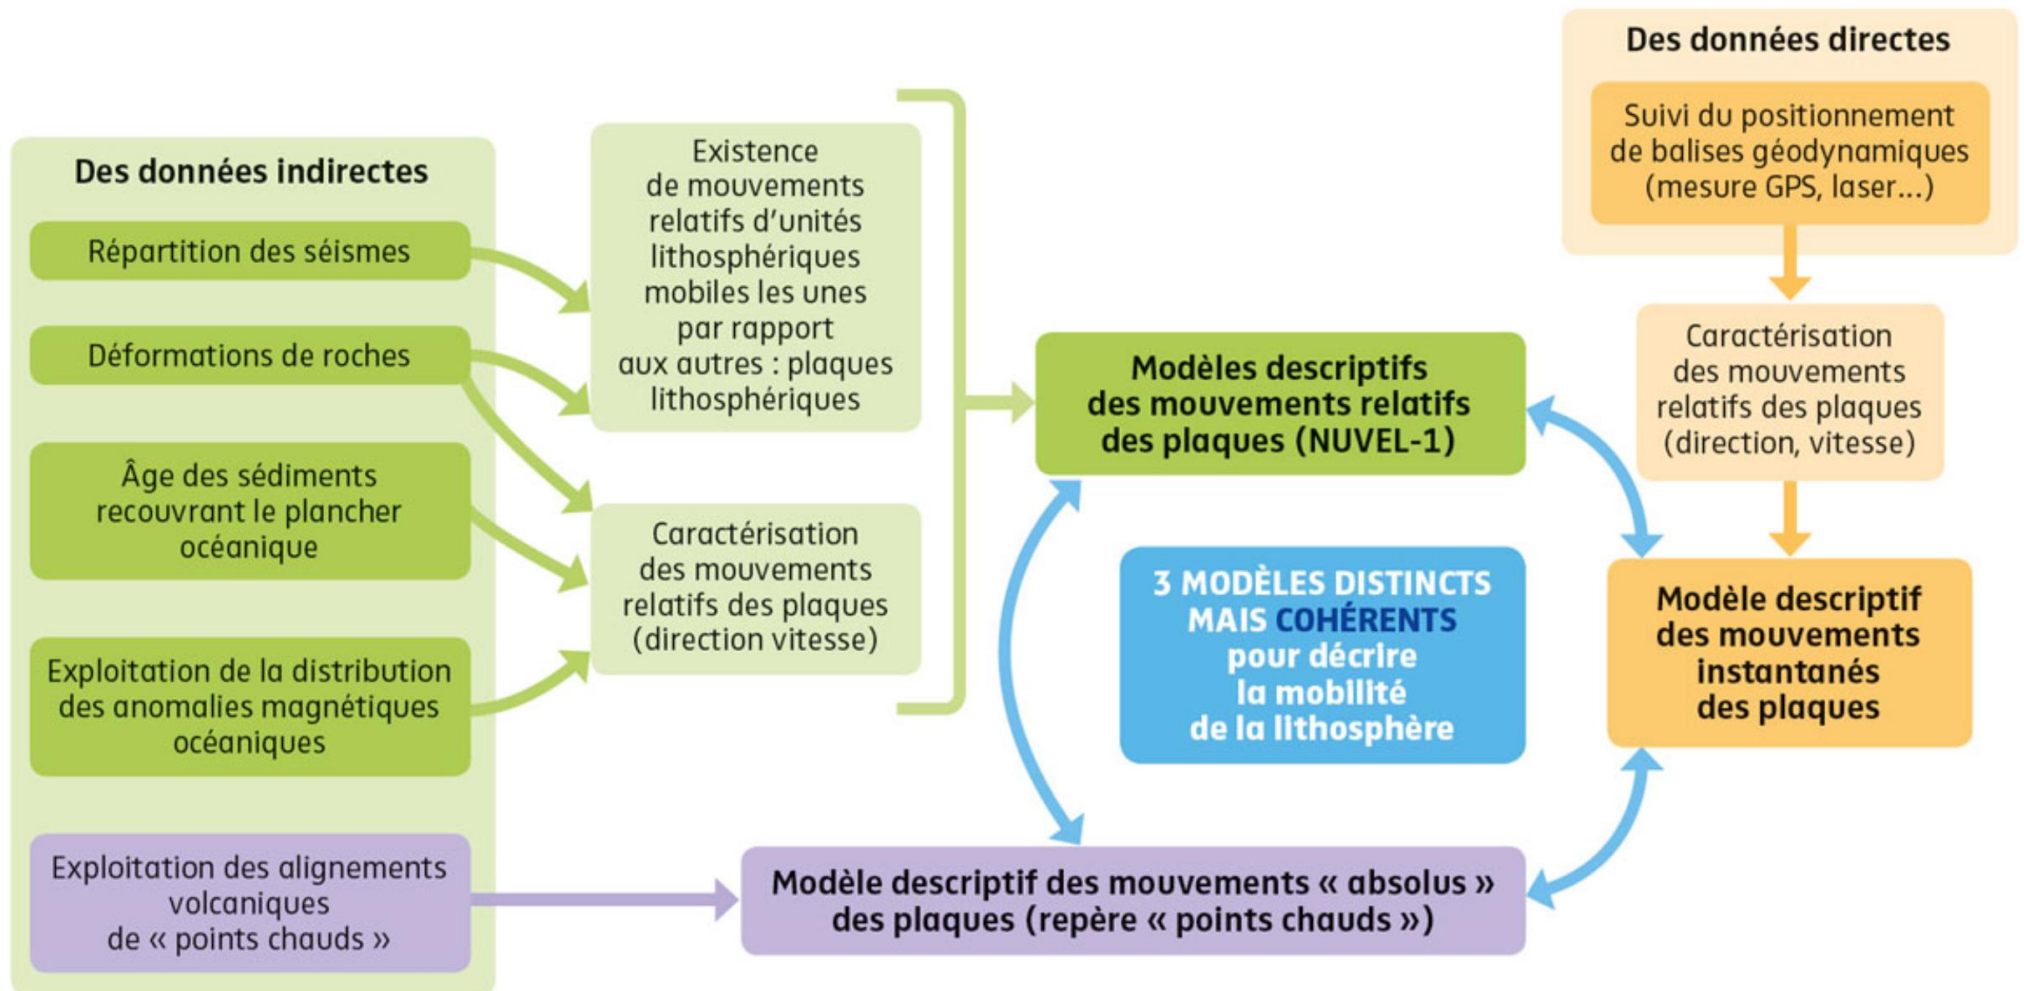 Des données indirectes
Répartition des séismes
Déformations de roches
Âge des sédiments
recouvrant le plancher
océanique
Exploitation de la distribution
des anomalies magnétiques
océaniques
Exploitation des alignements
volcaniques
de « points chauds »
Existence
de mouvements
relatifs d’unités
lithosphériques
mobiles les unes
par rapport
aux autres : plaques
lithosphériques
Caractérisation
des mouvements
relatifs des plaques
(direction vitesse)
Modèles descriptifs
des mouvements relatifs
des plaques (NUVEL-1)
3 MODÈLES DISTINCTS
MAIS COHÉRENTS
pour décrire
la mobilité
de la lithosphère
Modèle descriptif des mouvements « absolus »
des plaques (repère « points chauds »)
Des données directes
Suivi du positionnement
de balises géodynamiques
(mesure GPS, laser...)
Caractérisation
des mouvements
relatifs des plaques
(direction, vitesse)
Modèle descriptif
des mouvements
instantanés
des plaques